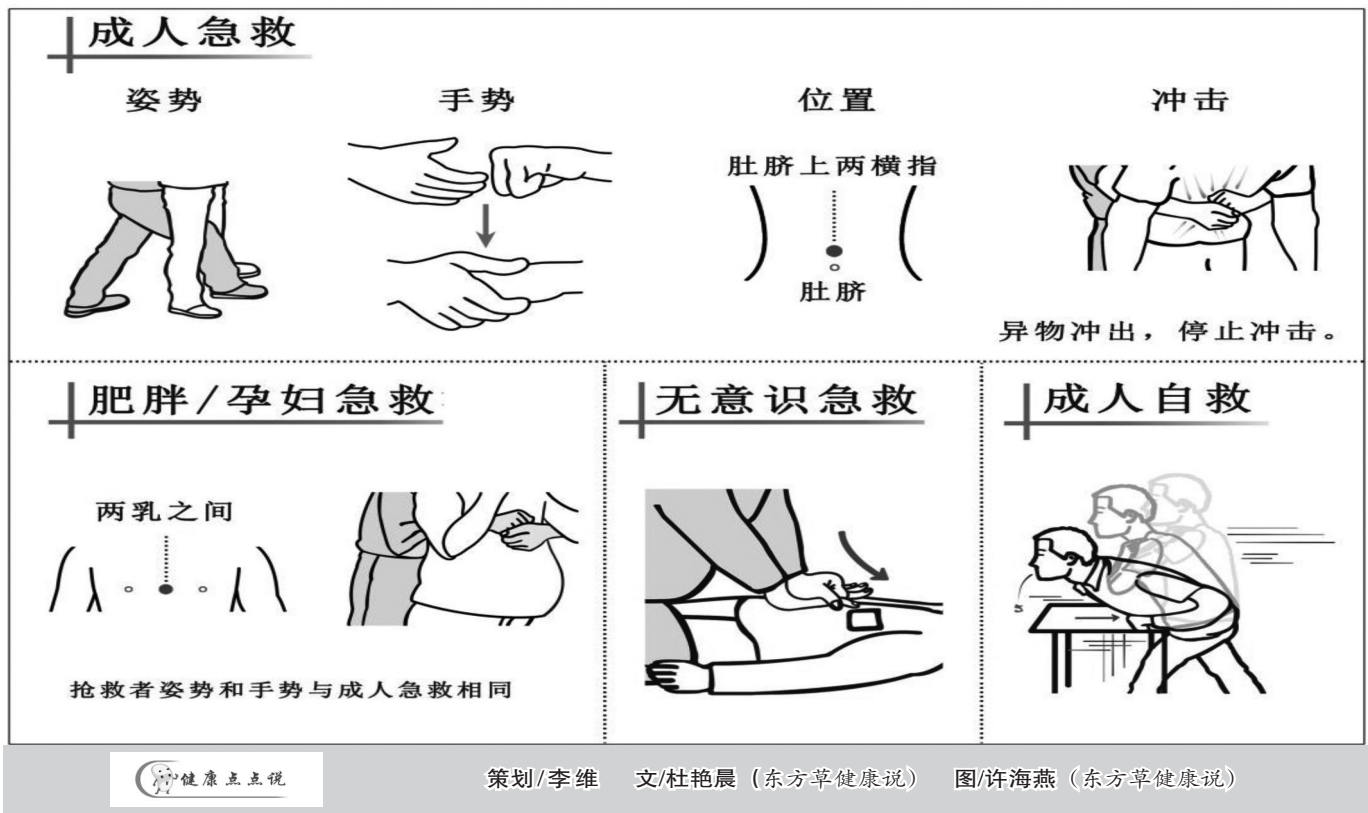 成人急救
姿势
手势
位置
冲击
肚脐上两横指
肚脐
异物冲出，停止冲击。
肥胖/孕妇急救
无意识急救
成人自救
两乳之间
抢救者姿势和手势与成人急救相同
健康点点说
策划/李维 文/杜艳晨（东方草健康说） 图/许海燕（东方草健康说）